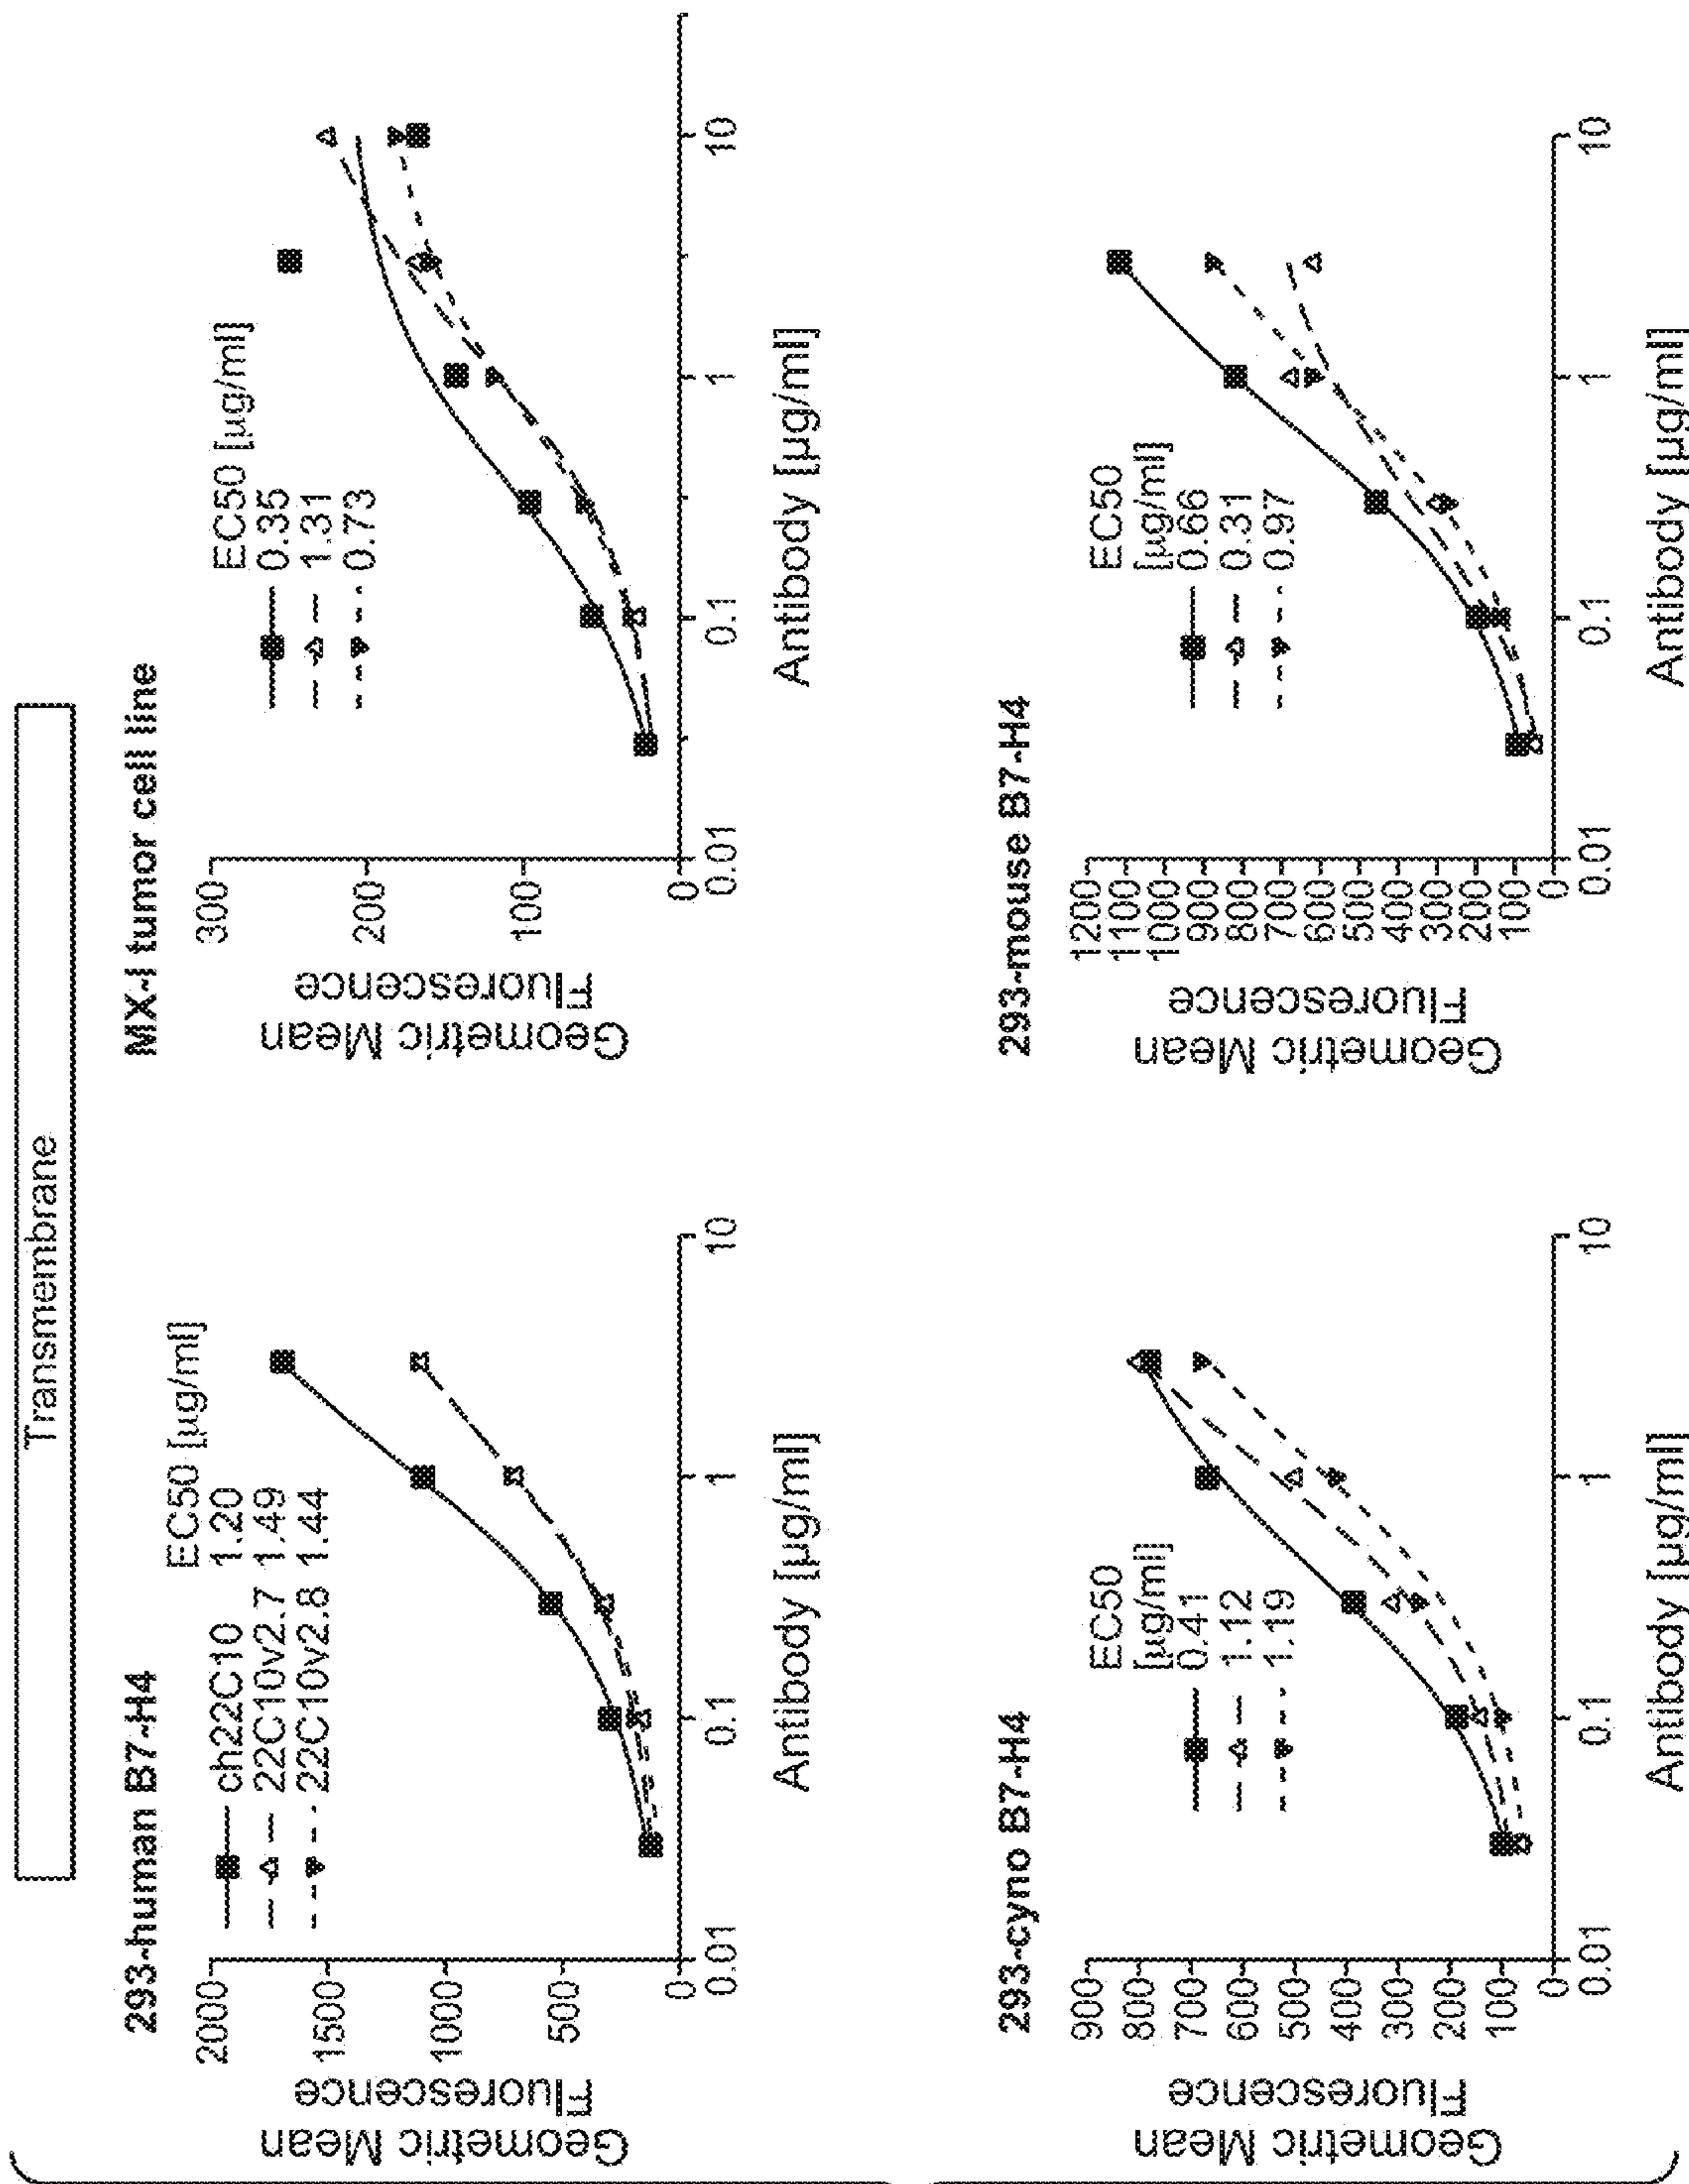 Transmembrane
293-human B7-H4
Geometric Mean
Fluorescence
2000
1500
1000
500
0
0.01
0.1
1
10
Antibody [µg/ml]
EC50 [µg/ml]
ch22C10 1.20
22C10v2.7 1.49
22C10v2.8 1.44
MX-I tumor cell line
Geometric Mean
Fluorescence
300
200
100
0
0.01
0.1
1
10
Antibody [µg/ml]
EC50 [µg/ml]
0.35
1.31
0.73
293-cyno B7-H4
Geometric Mean
Fluorescence
900
800
700
600
500
400
300
200
100
0
0.01
0.1
1
10
Antibody [µg/ml]
EC50
[µg/ml]
0.41
1.12
1.19
293-mouse B7-H4
Geometric Mean
Fluorescence
1200
1100
1000
900
800
700
600
500
400
300
200
100
0
0.01
0.1
1
10
Antibody [µg/ml]
EC50
[µg/ml]
0.66
0.31
0.97